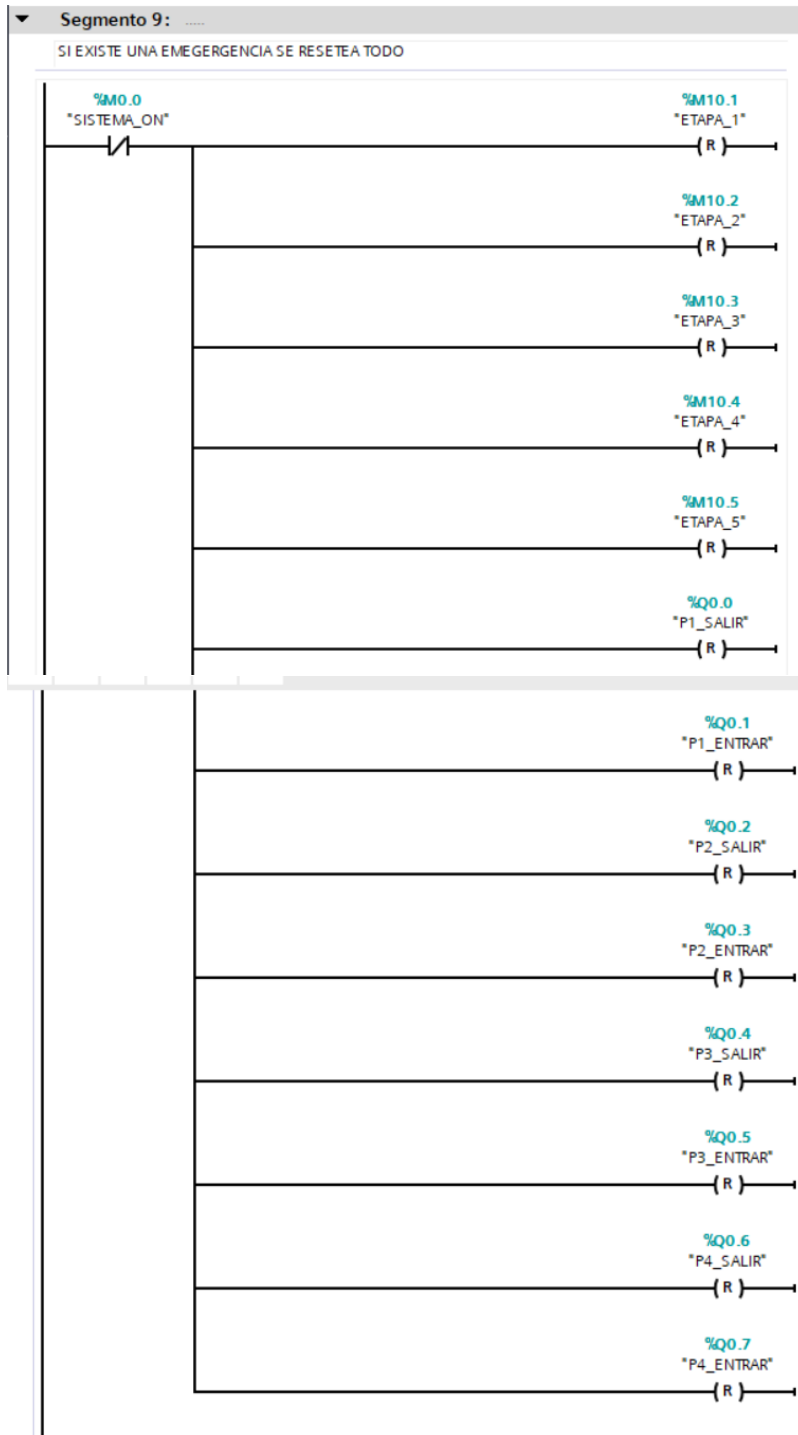 Segmento 9: .....
SI EXISTE UNA EMEGERGENCIA SE RESETEA TODO
%M0.0
"SISTEMA_ON"
%M10.1
"ETAPA_1"
R
%M10.2
"ETAPA_2"
R
%M10.3
"ETAPA_3"
R
%M10.4
"ETAPA_4"
R
%M10.5
"ETAPA_5"
R
%Q0.0
"P1_SALIR"
R
%Q0.1
"P1_ENTRAR"
R
%Q0.2
"P2_SALIR"
R
%Q0.3
"P2_ENTRAR"
R
%Q0.4
"P3_SALIR"
R
%Q0.5
"P3_ENTRAR"
R
%Q0.6
"P4_SALIR"
R
%Q0.7
"P4_ENTRAR"
R